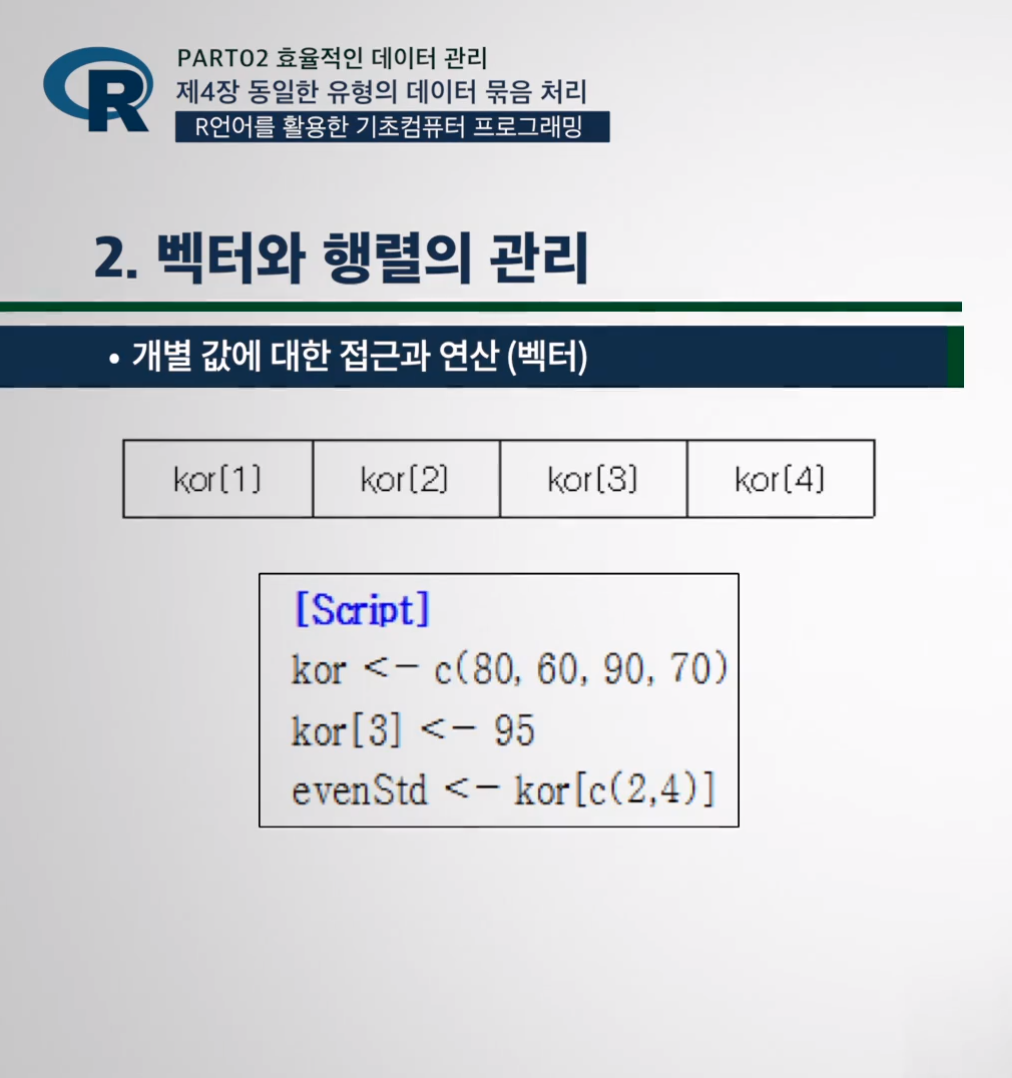 R
PART02 효율적인 데이터 관리
제4장 동일한 유형의 데이터 묶음 처리
R언어를 활용한 기초컴퓨터 프로그래밍
2. 벡터와 행렬의 관리
• 개별 값에 대한 접근과 연산 (벡터)
kor[1] kor[2] kor[3] kor[4]
[Script]
kor <- c(80, 60, 90, 70)
kor[3] <- 95
evenStd <- kor[c(2,4)]